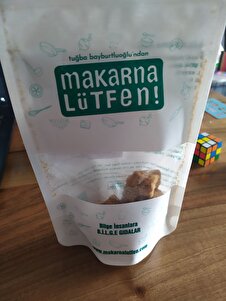 tuğba bayburtluoğlu'ndan
MAKARNA
LÜTFEN!
Bilge İnsanlara
B.İ.L.G.E GIDALAR
www.makarnalutfen.com